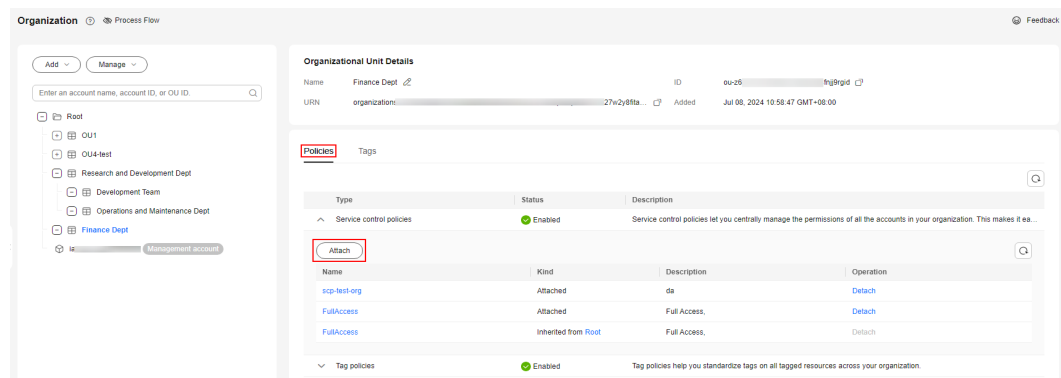 Organization Process Flow Feedback
Add Manage
Enter an account name, account ID, or OU ID.
Root
OU1
OU4-test
Research and Development Dept
Development Team
Operations and Maintenance Dept
Finance Dept
Management account
Organizational Unit Details
Name Finance Dept ID ou-z6 fnjj9rgid
URN organizations 27w2y8fita... Added Jul 08, 2024 10:58:47 GMT+08:00
Policies Tags
Type Status Description
Service control policies Enabled Service control policies let you centrally manage the permissions of all the accounts in your organization. This makes it ea...
Attach
Name Kind Description Operation
scp-test-org Attached da Detach
FullAccess Attached Full Access, Detach
FullAccess Inherited from Root Full Access, Detach
Tag policies Enabled Tag policies help you standardize tags on all tagged resources across your organization.